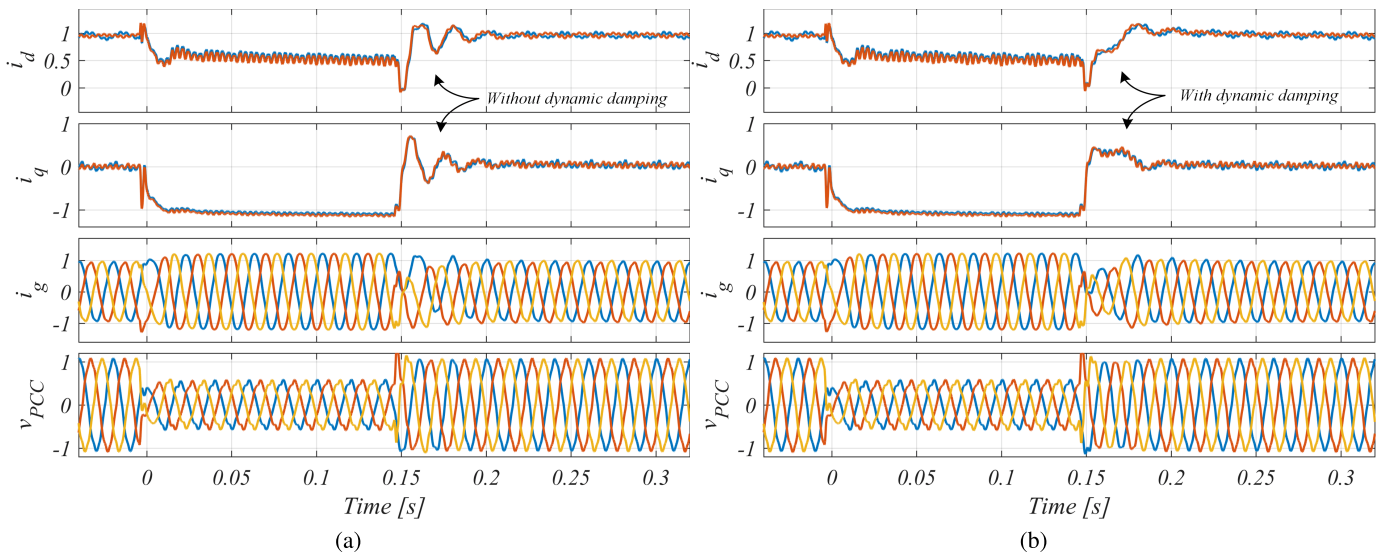 1
0.5
0
i_d
Without dynamic damping
1
0
-1
i_q
1
0
-1
i_g
1
0
-1
v_PCC
0 0.05 0.1 0.15 0.2 0.25 0.3
Time [s]
(a)
1
0.5
0
i_d
With dynamic damping
1
0
-1
i_q
1
0
-1
i_g
1
0
-1
v_PCC
0 0.05 0.1 0.15 0.2 0.25 0.3
Time [s]
(b)